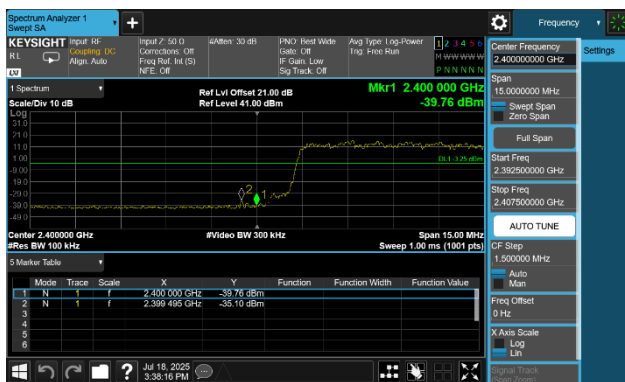 Spectrum Analyzer 1
Swept SA
+
Frequency
KEYSIGHT
R L
LXI
Input: RF
Coupling: DC
Align: Auto
Input Z: 50 Ω
Corrections: Off
Freq Ref: Int (S)
NFE: Off
#Atten: 30 dB
PNO: Best Wide
Gate: Off
IF Gain: Low
Sig Track: Off
Avg Type: Log-Power
Trig: Free Run
1 2 3 4 5 6
M W W W W W
P N N N N N
Center Frequency
2.400000000 GHz
Settings
Span
15.0000000 MHz
Swept Span
Zero Span
Full Span
Start Freq
2.392500000 GHz
Stop Freq
2.407500000 GHz
AUTO TUNE
CF Step
1.500000 MHz
Auto
Man
Freq Offset
0 Hz
X Axis Scale
Log
Lin
Signal Track
(Span Zoom)
1 Spectrum
Scale/Div 10 dB
Ref Lvl Offset 21.00 dB
Ref Level 41.00 dBm
Mkr1 2.400 000 GHz
-39.76 dBm
Log
31.0
21.0
11.0
1.00
-9.00
-19.0
-29.0
-39.0
-49.0
DL1 -3.25 dBm
2
1
Center 2.400000 GHz
#Video BW 300 kHz
Span 15.00 MHz
#Res BW 100 kHz
Sweep 1.00 ms (1001 pts)
5 Marker Table
Mode Trace Scale X Y Function Function Width Function Value
1 N 1 f 2.400 000 GHz -39.76 dBm
2 N 1 f 2.399 495 GHz -35.10 dBm
3
4
5
6
?
Jul 18, 2025
3:38:16 PM